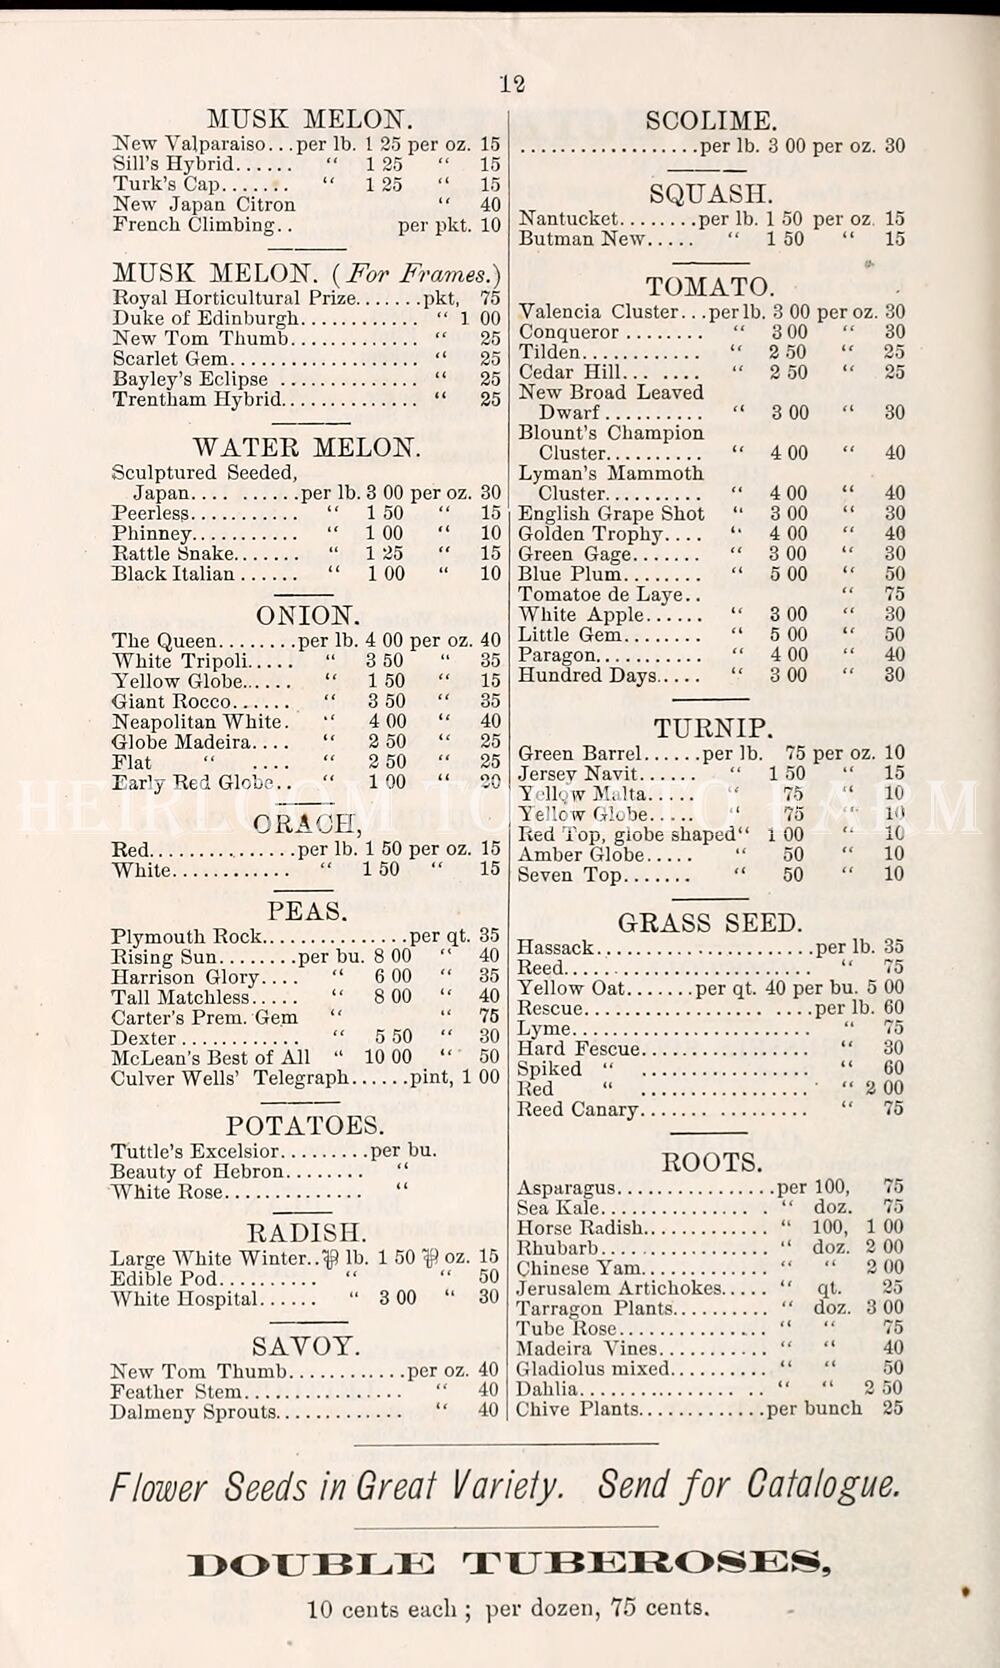 12
MUSK MELON.
New Valparaiso...per lb. 1 25 per oz. 15
Sill's Hybrid...... " 1 25 " 15
Turk's Cap....... " 1 25 " 15
New Japan Citron " 40
French Climbing.. per pkt. 10
MUSK MELON. (For Frames.)
Royal Horticultural Prize.......pkt, 75
Duke of Edinburgh............ " 1 00
New Tom Thumb............. " 25
Scarlet Gem................... " 25
Bayley's Eclipse .............. " 25
Trentham Hybrid.............. " 25
WATER MELON.
Sculptured Seeded,
Japan.... .......per lb. 3 00 per oz. 30
Peerless........... " 1 50 " 15
Phinney........... " 1 00 " 10
Rattle Snake....... " 1 25 " 15
Black Italian ...... " 1 00 " 10
ONION.
The Queen........per lb. 4 00 per oz. 40
White Tripoli..... " 3 50 " 35
Yellow Globe...... " 1 50 " 15
Giant Rocco...... " 3 50 " 35
Neapolitan White. " 4 00 " 40
Globe Madeira.... " 2 50 " 25
Flat " .... " 2 50 " 25
Early Red Globe.. " 1 00 " 20
ORACH,
Red...............per lb. 1 50 per oz. 15
White............ " 1 50 " 15
PEAS.
Plymouth Rock...............per qt. 35
Rising Sun........per bu. 8 00 " 40
Harrison Glory.... " 6 00 " 35
Tall Matchless..... " 8 00 " 40
Carter's Prem. Gem " " 75
Dexter............ " 5 50 " 30
McLean's Best of All " 10 00 " 50
Culver Wells' Telegraph......pint, 1 00
POTATOES.
Tuttle's Excelsior.........per bu.
Beauty of Hebron........ "
White Rose.............. "
RADISH.
Large White Winter..℔ lb. 1 50 ℔ oz. 15
Edible Pod.......... " " 50
White Hospital...... " 3 00 " 30
SAVOY.
New Tom Thumb............per oz. 40
Feather Stem................ " 40
Dalmeny Sprouts............. " 40
SCOLIME.
..................per lb. 3 00 per oz. 30
SQUASH.
Nantucket........per lb. 1 50 per oz. 15
Butman New..... " 1 50 " 15
TOMATO.
Valencia Cluster...per lb. 3 00 per oz. 30
Conqueror ........ " 3 00 " 30
Tilden............ " 2 50 " 25
Cedar Hill... .... " 2 50 " 25
New Broad Leaved
Dwarf .......... " 3 00 " 30
Blount's Champion
Cluster.......... " 4 00 " 40
Lyman's Mammoth
Cluster.......... " 4 00 " 40
English Grape Shot " 3 00 " 30
Golden Trophy.... " 4 00 " 40
Green Gage....... " 3 00 " 30
Blue Plum........ " 5 00 " 50
Tomatoe de Laye.. " 75
White Apple...... " 3 00 " 30
Little Gem........ " 5 00 " 50
Paragon........... " 4 00 " 40
Hundred Days..... " 3 00 " 30
TURNIP.
Green Barrel......per lb. 75 per oz. 10
Jersey Navit...... " 1 50 " 15
Yellow Malta..... " 75 " 10
Yellow Globe..... " 75 " 10
Red Top, globe shaped " 1 00 " 10
Amber Globe..... " 50 " 10
Seven Top....... " 50 " 10
GRASS SEED.
Hassack......................per lb. 35
Reed......................... " 75
Yellow Oat.......per qt. 40 per bu. 5 00
Rescue.................. ....per lb. 60
Lyme........................ " 75
Hard Fescue................. " 30
Spiked " ................. " 60
Red " ................. " 2 00
Reed Canary................. " 75
ROOTS.
Asparagus................per 100, 75
Sea Kale................. " doz. 75
Horse Radish............. " 100, 1 00
Rhubarb................. " doz. 2 00
Chinese Yam............. " " 2 00
Jerusalem Artichokes..... " qt. 25
Tarragon Plants.......... " doz. 3 00
Tube Rose............... " " 75
Madeira Vines........... " " 40
Gladiolus mixed.......... " " 50
Dahlia................. .. " " 2 50
Chive Plants.............per bunch 25
Flower Seeds in Great Variety. Send for Catalogue.
DOUBLE TUBEROSES,
10 cents each ; per dozen, 75 cents.
HEIRLOOM TOMATO FARM